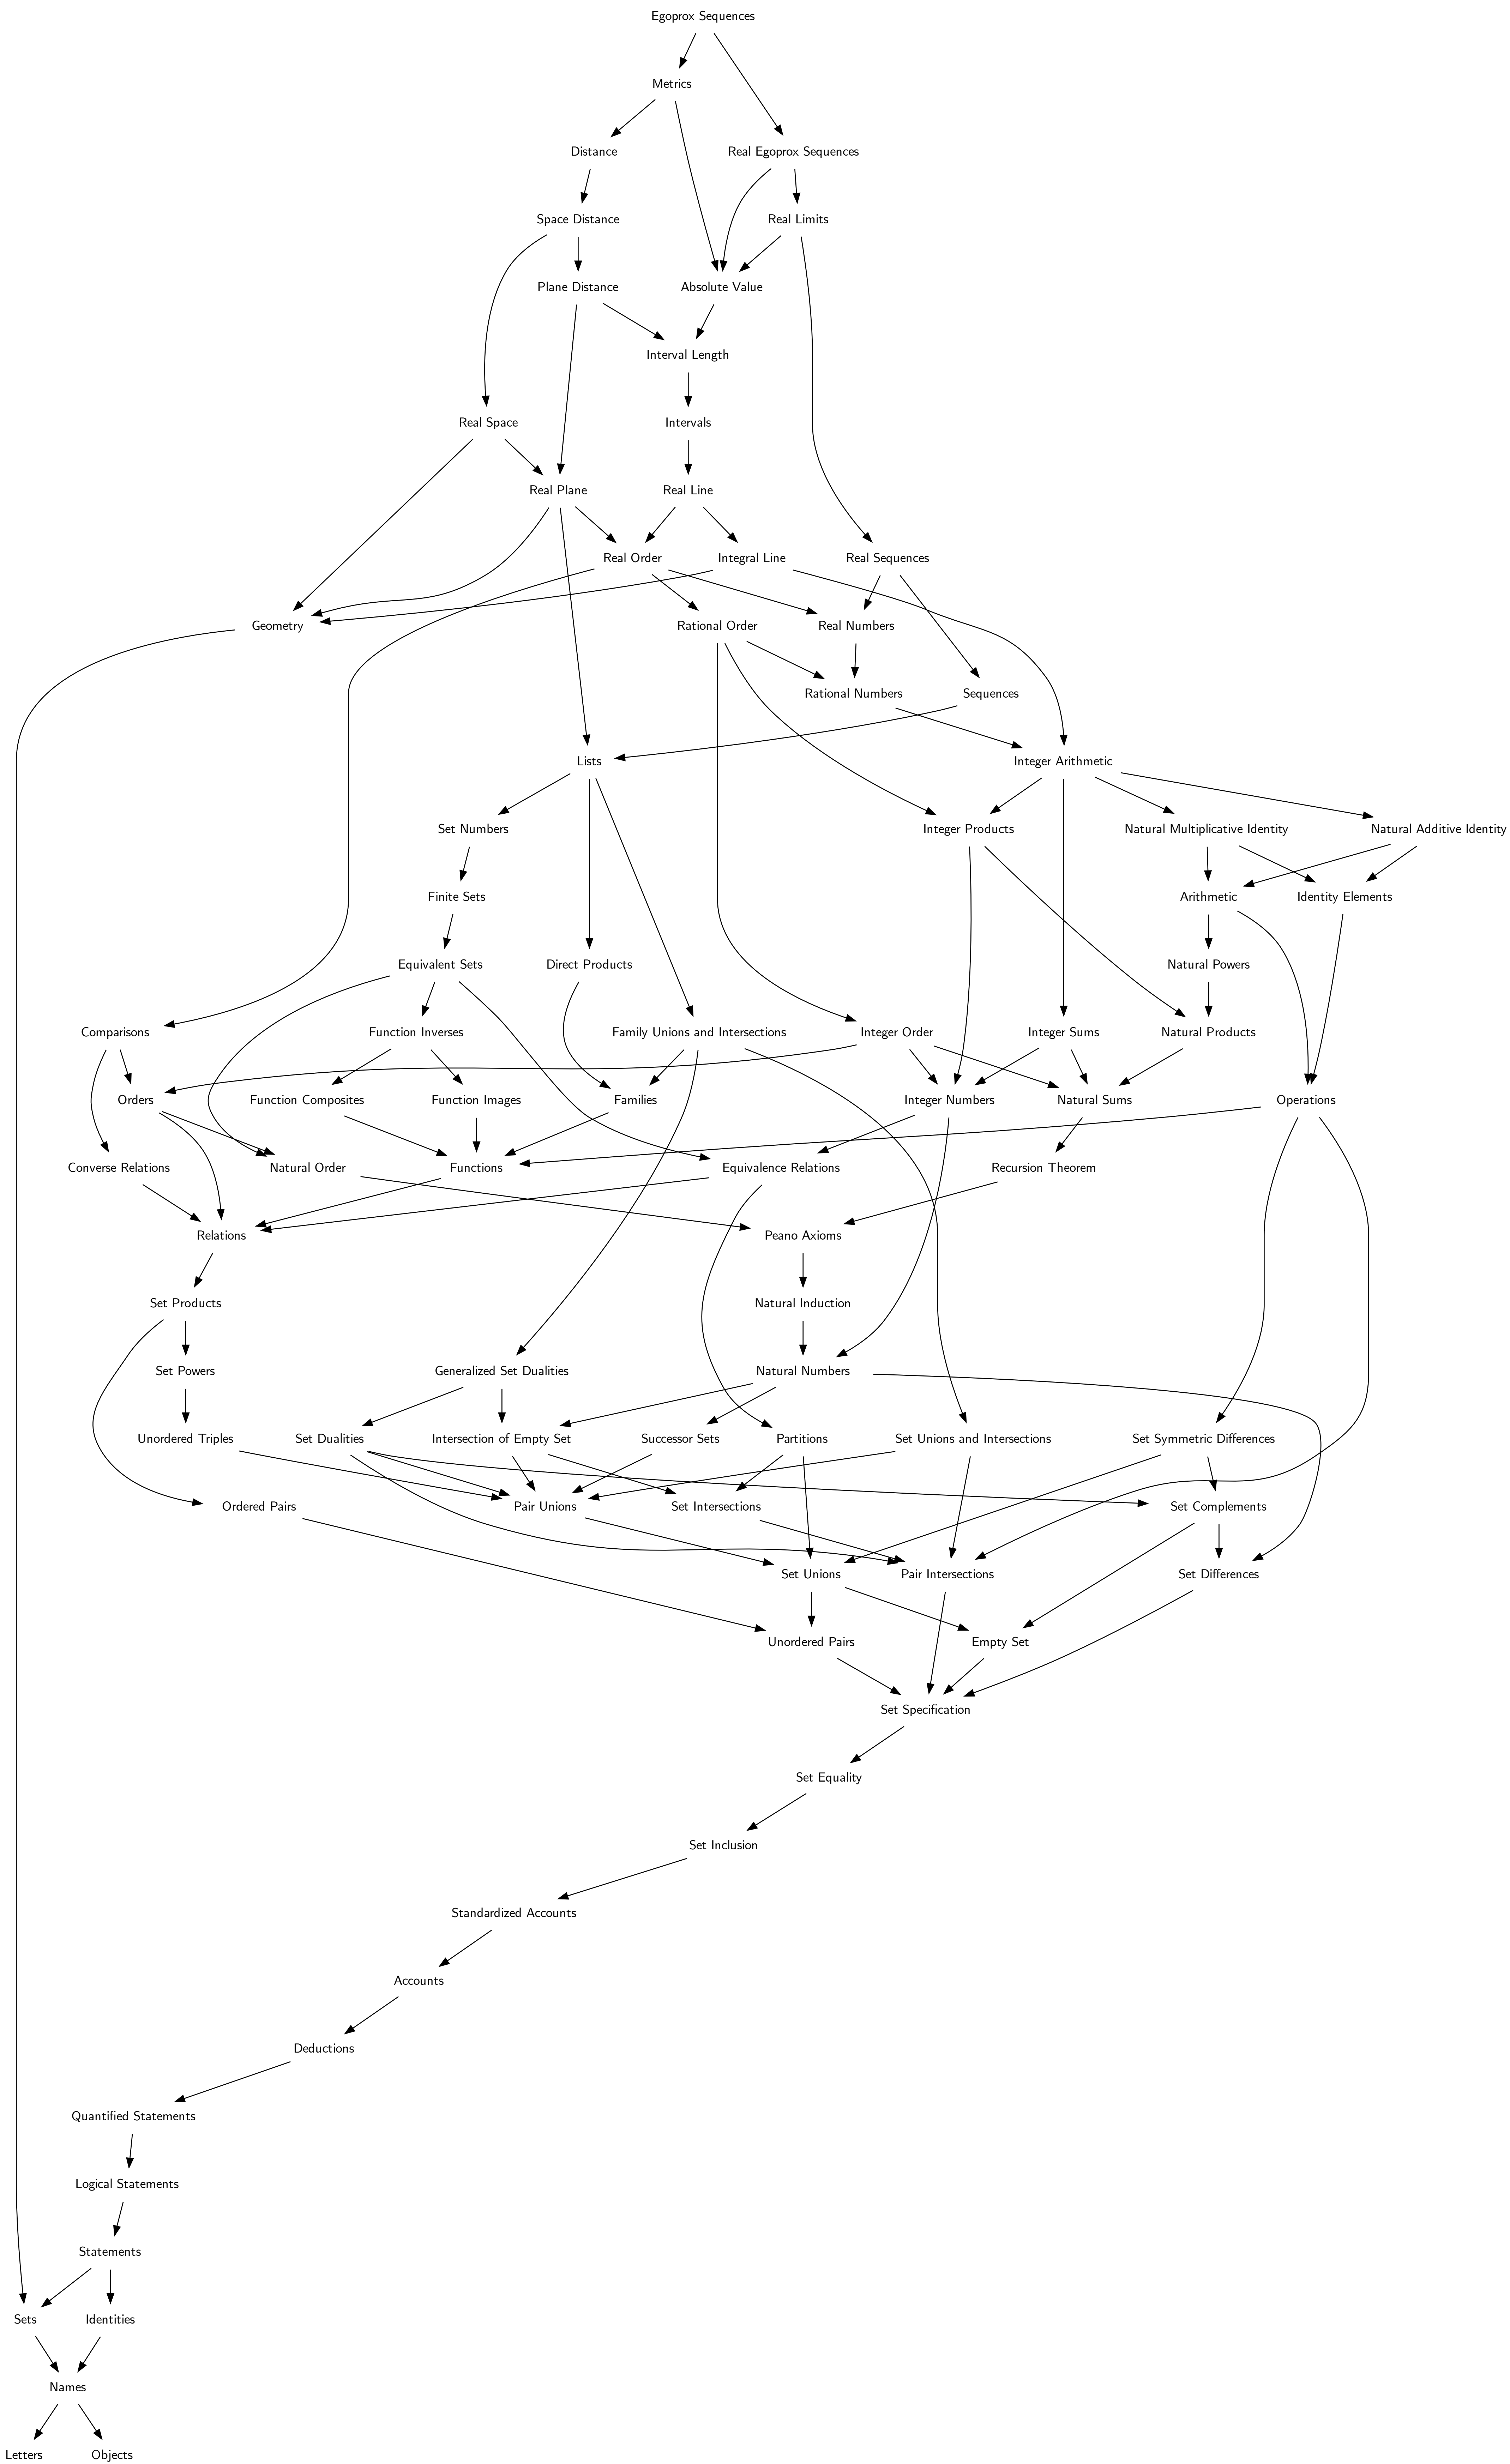 Egoprox Sequences
Metrics
Distance
Real Egoprox Sequences
Space Distance
Real Limits
Plane Distance
Absolute Value
Interval Length
Real Space
Intervals
Real Plane
Real Line
Real Order
Integral Line
Real Sequences
Geometry
Rational Order
Real Numbers
Rational Numbers
Sequences
Lists
Integer Arithmetic
Set Numbers
Integer Products
Natural Multiplicative Identity
Natural Additive Identity
Finite Sets
Arithmetic
Identity Elements
Equivalent Sets
Direct Products
Natural Powers
Comparisons
Function Inverses
Family Unions and Intersections
Integer Order
Integer Sums
Natural Products
Orders
Function Composites
Function Images
Families
Integer Numbers
Natural Sums
Operations
Converse Relations
Natural Order
Functions
Equivalence Relations
Recursion Theorem
Relations
Peano Axioms
Set Products
Natural Induction
Set Powers
Generalized Set Dualities
Natural Numbers
Unordered Triples
Set Dualities
Intersection of Empty Set
Successor Sets
Partitions
Set Unions and Intersections
Set Symmetric Differences
Ordered Pairs
Pair Unions
Set Intersections
Set Complements
Set Unions
Pair Intersections
Set Differences
Unordered Pairs
Empty Set
Set Specification
Set Equality
Set Inclusion
Standardized Accounts
Accounts
Deductions
Quantified Statements
Logical Statements
Statements
Sets
Identities
Names
Letters
Objects